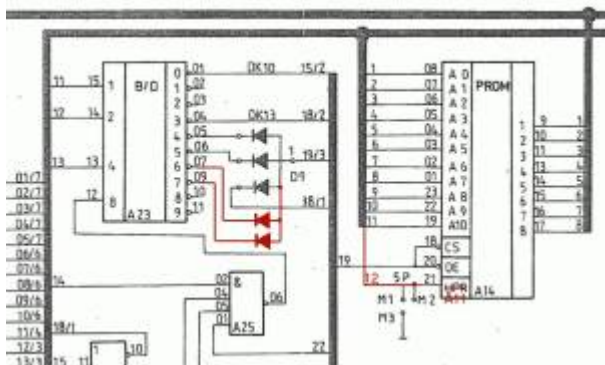 0 01 DK10 15/2
11 15 1 B/D 1 02
2 03
12 14 2 3 04 DK13 18/2
4 05
5 06 1 19/3
13 13 4 6 07 D9
7 09
12 8 8 10 38/1
A23 9 11
1 08 A0 PROM
2 07 A1
3 06 A2
4 05 A3
5 04 A4
6 03 A5
7 02 A6
8 01 A7
9 23 A8
10 22 A9
11 19 A10
1 9 1
2 10 2
3 11 3
4 13 4
5 14 5
6 15 6
7 16 7
8 17 8
18 CS
19 20 OE
12 SP 21 A14
M1 M2 A11
M3
01/7
02/7
03/7
04/7
05/7
06/6
07/6
08/6 14 02 &
09/6 04
10/6 05 06
11/4 18/1 01 A25
12/3 1 10 22
13/3 15 11